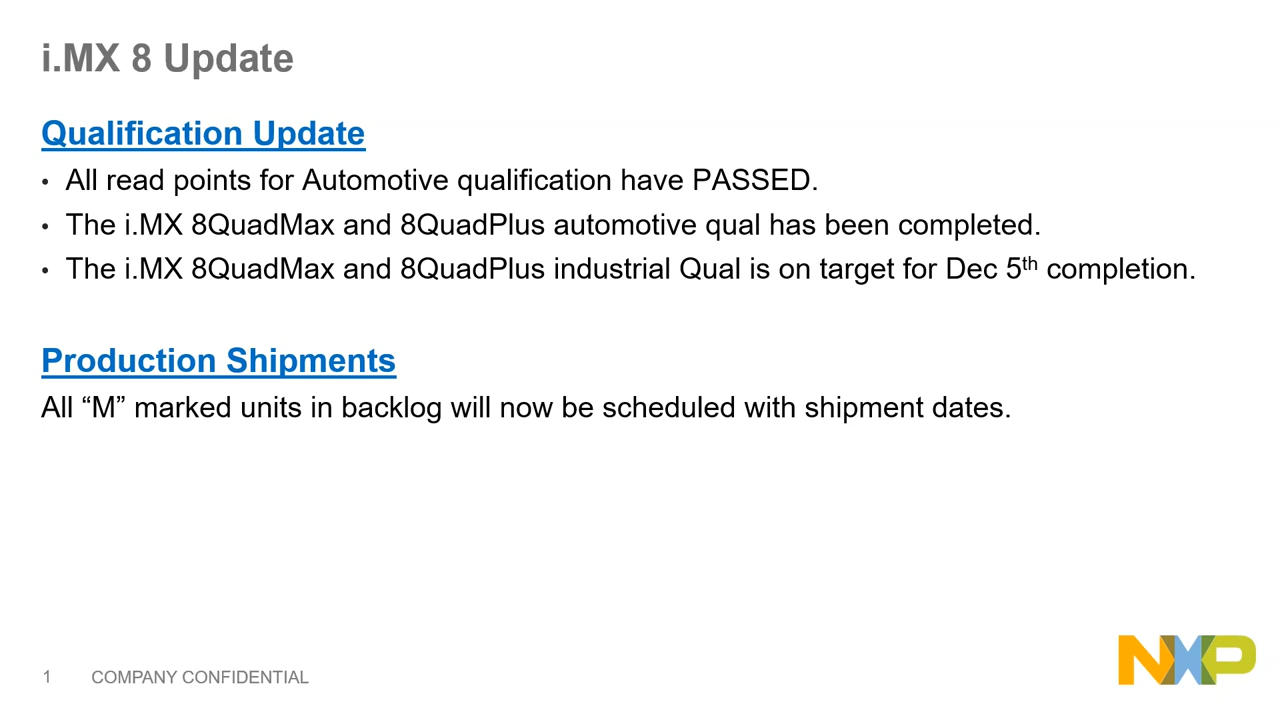 i.MX 8 Update
Qualification Update
• All read points for Automotive qualification have PASSED.
• The i.MX 8QuadMax and 8QuadPlus automotive qual has been completed.
• The i.MX 8QuadMax and 8QuadPlus industrial Qual is on target for Dec 5th completion.
Production Shipments
All “M” marked units in backlog will now be scheduled with shipment dates.
1 COMPANY CONFIDENTIAL
NXP